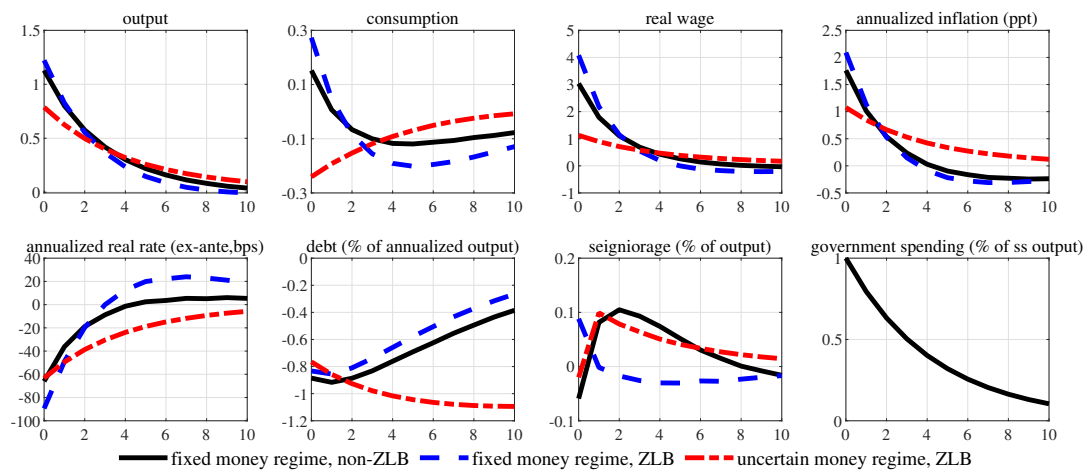 output
consumption
real wage
annualized inflation (ppt)
1.5
1
0.5
0
0 2 4 6 8 10
0.3
0.1
-0.1
-0.3
0 2 4 6 8 10
5
4
3
2
1
0
-1
0 2 4 6 8 10
2.5
2
1.5
1
0.5
0
-0.5
0 2 4 6 8 10
annualized real rate (ex-ante,bps)
debt (% of annualized output)
seigniorage (% of output)
government spending (% of ss output)
40
20
0
-20
-40
-60
-80
-100
0 2 4 6 8 10
0
-0.2
-0.4
-0.6
-0.8
-1
-1.2
0 2 4 6 8 10
0.2
0.1
0
-0.1
0 2 4 6 8 10
1
0.5
0
0 2 4 6 8 10
fixed money regime, non-ZLB
fixed money regime, ZLB
uncertain money regime, ZLB